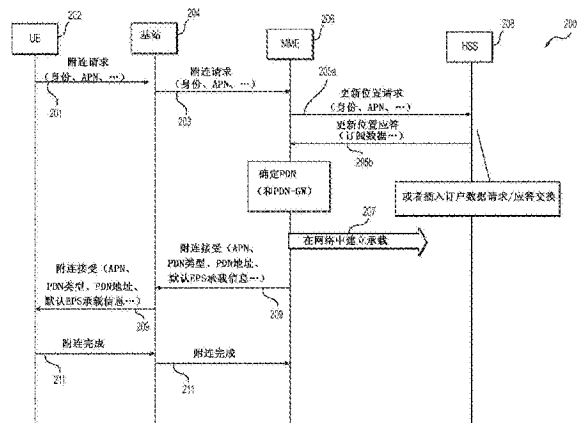 202
204
206
208
200
UE
基站
MME
HSS
附连请求
(身份、APN、…)
201
附连请求
(身份、APN、…)
203
205a
更新位置请求
(身份、APN、…)
更新位置应答
(订阅数据…)
205b
确定PDN
(和PDN-GW)
或者插入订户数据请求/应答交换
207
在网络中建立承载
附连接受(APN、
PDN类型、PDN地址、
默认EPS承载信息…)
209
附连接受(APN、
PDN类型、PDN地址、
默认EPS承载信息…)
209
附连完成
211
附连完成
211